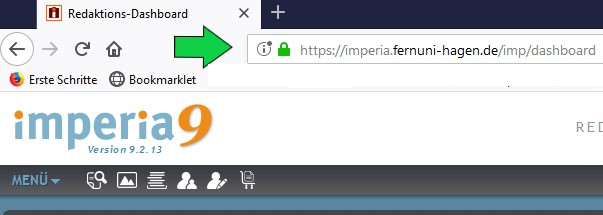 Redaktions-Dashboard
https://imperia.fernuni-hagen.de/imp/dashboard
Erste Schritte Bookmarklet
imperia9
Version 9.2.13
RED
MENÜ